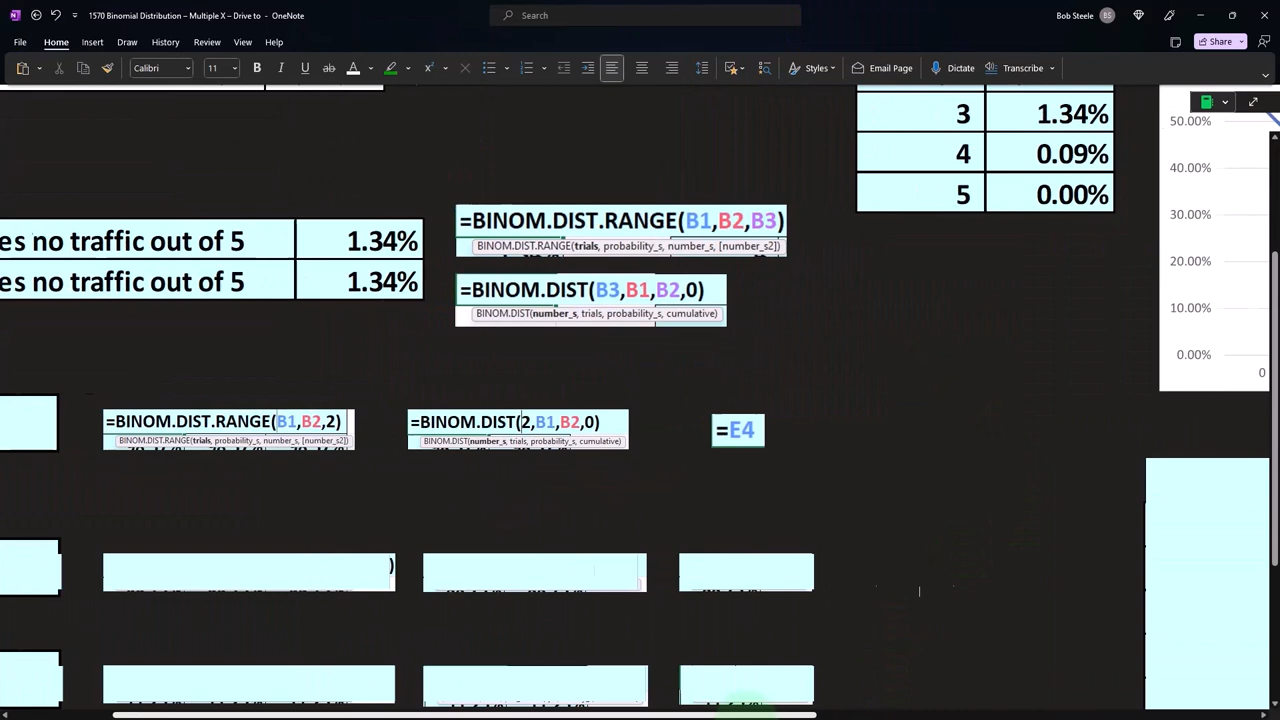 1570 Binomial Distribution – Multiple X – Drive to - OneNote
Search
Bob Steele
BS
File
Home
Insert
Draw
History
Review
View
Help
Share
Calibri
11
Styles
Email Page
Dictate
Transcribe
3 1.34%
4 0.09%
5 0.00%
50.00%
40.00%
30.00%
20.00%
10.00%
0.00%
0
es no traffic out of 5 1.34%
es no traffic out of 5 1.34%
=BINOM.DIST.RANGE(B1,B2,B3)
BINOM.DIST.RANGE(trials, probability_s, number_s, [number_s2])
=BINOM.DIST(B3,B1,B2,0)
BINOM.DIST(number_s, trials, probability_s, cumulative)
=BINOM.DIST.RANGE(B1,B2,2)
BINOM.DIST.RANGE(trials, probability_s, number_s, [number_s2])
=BINOM.DIST(2,B1,B2,0)
BINOM.DIST(number_s, trials, probability_s, cumulative)
=E4
)